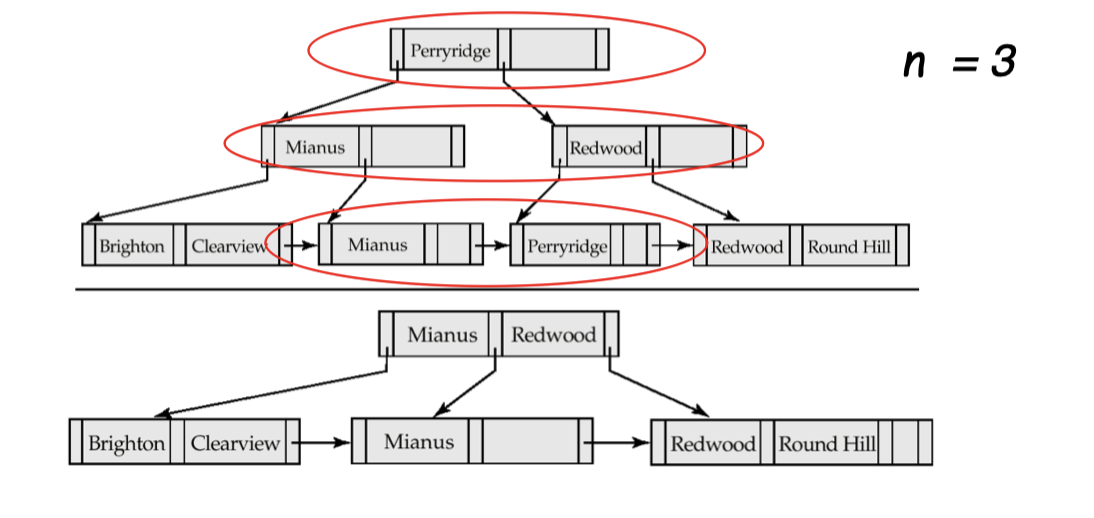 Perryridge
n = 3
Mianus Redwood
Brighton Clearview Mianus Perryridge Redwood Round Hill
Mianus Redwood
Brighton Clearview Mianus Redwood Round Hill